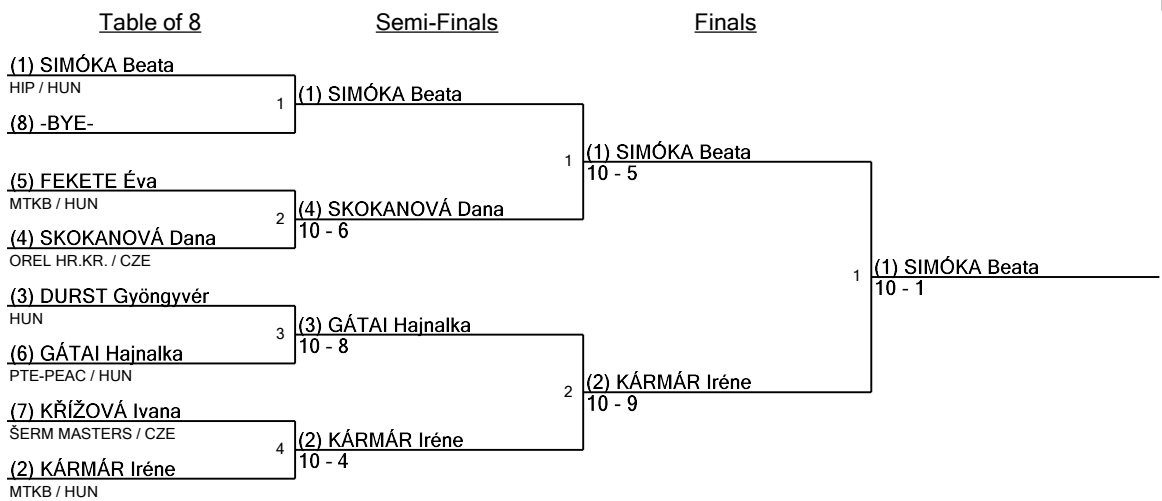 Table of 8
Semi-Finals
Finals
(1) SIMÓKA Beata
HIP / HUN
1
(8) -BYE-
(5) FEKETE Éva
MTKB / HUN
2
(4) SKOKANOVÁ Dana
OREL HR.KR. / CZE
(3) DURST Gyöngyvér
HUN
3
(6) GÁTAI Hajnalka
PTE-PEAC / HUN
(7) KŘÍŽOVÁ Ivana
ŠERM MASTERS / CZE
4
(2) KÁRMÁR Iréne
MTKB / HUN
(1) SIMÓKA Beata
1
(4) SKOKANOVÁ Dana
10 - 6
(3) GÁTAI Hajnalka
10 - 8
2
(2) KÁRMÁR Iréne
10 - 4
(1) SIMÓKA Beata
10 - 5
1
(2) KÁRMÁR Iréne
10 - 9
(1) SIMÓKA Beata
10 - 1